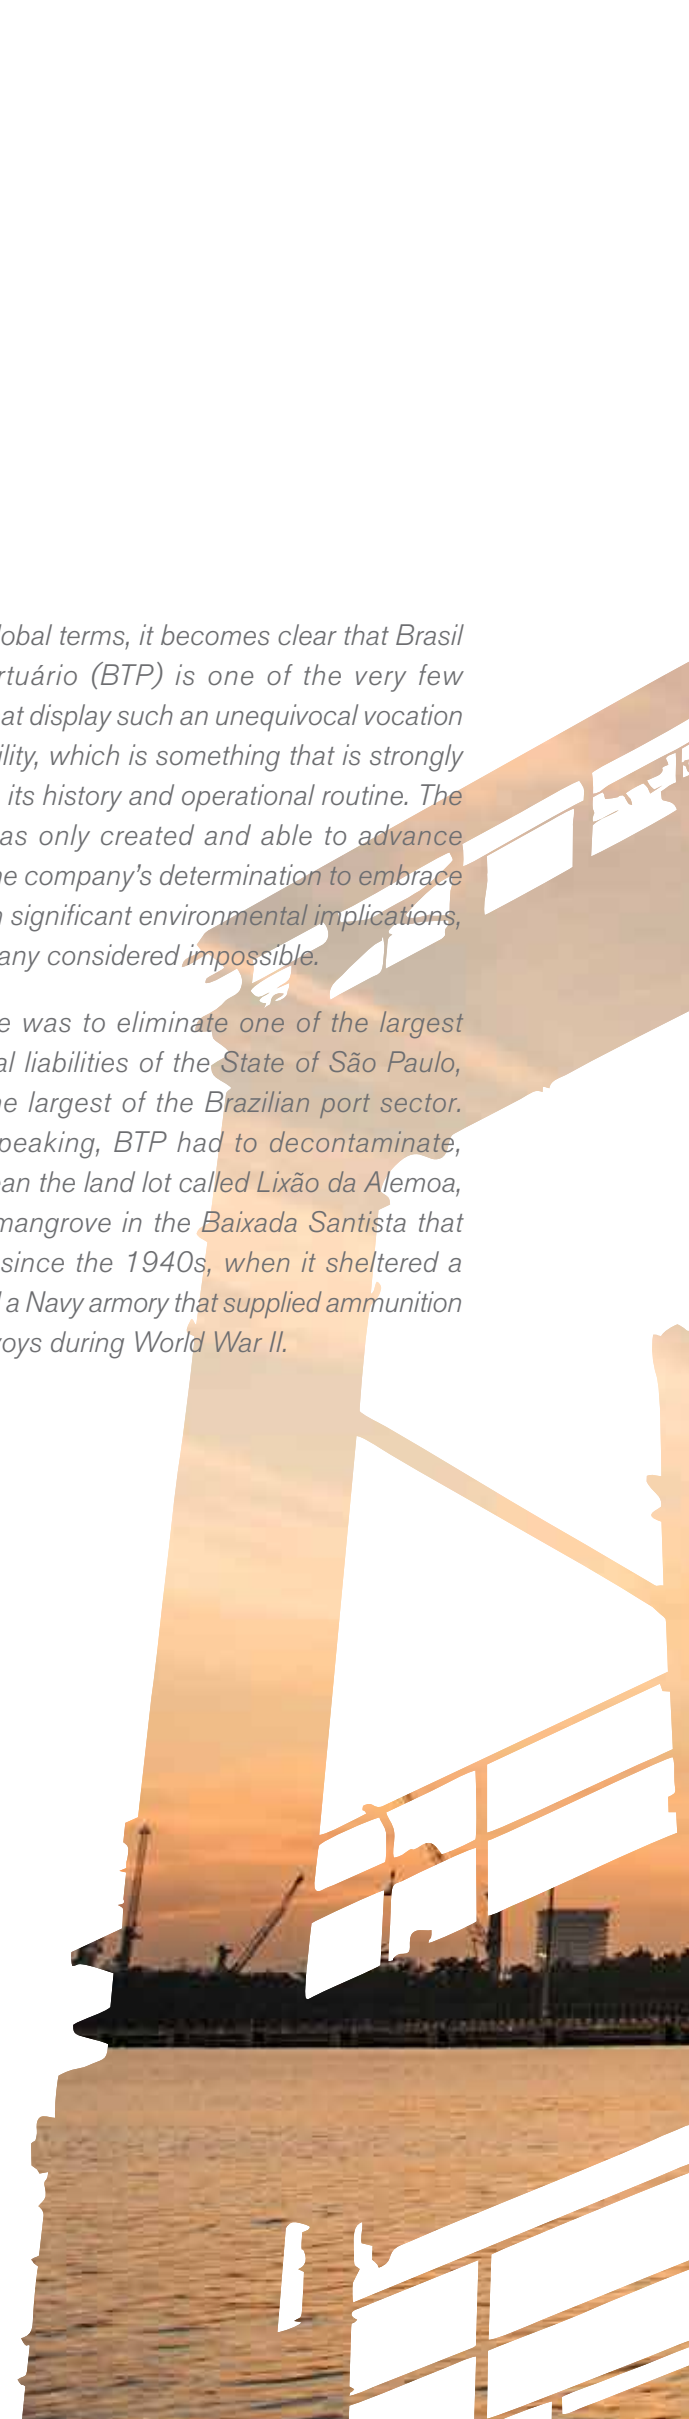 lobal terms, it becomes clear that Brasil
rtuário (BTP) is one of the very few
at display such an unequivocal vocation
ility, which is something that is strongly
its history and operational routine. The
as only created and able to advance
he company's determination to embrace
significant environmental implications,
any considered impossible.
e was to eliminate one of the largest
al liabilities of the State of São Paulo,
he largest of the Brazilian port sector.
peaking, BTP had to decontaminate,
ean the land lot called Lixão da Alemoa,
mangrove in the Baixada Santista that
since the 1940s, when it sheltered a
a Navy armory that supplied ammunition
oys during World War II.